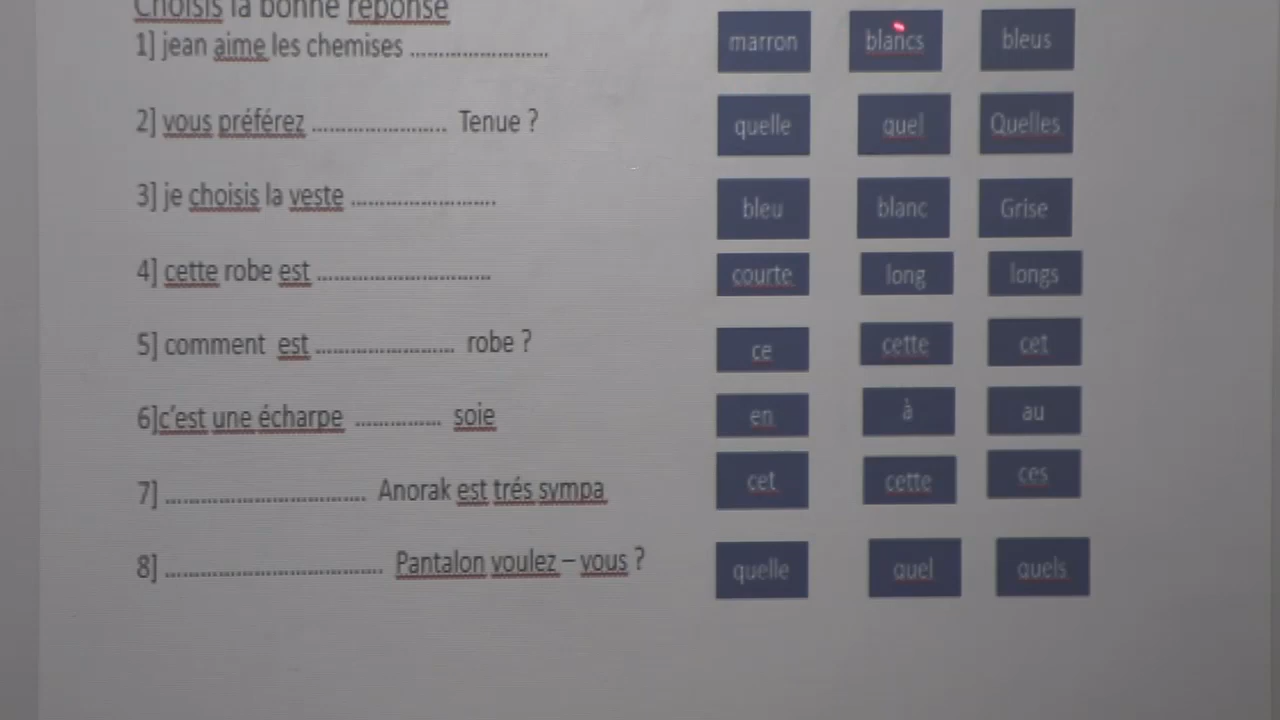 Choisis la bonne réponse
1] jean aime les chemises ........................ marron blancs bleus
2] vous préférez ........................ Tenue ? quelle quel Quelles
3] je choisis la veste ......................... bleu blanc Grise
4] cette robe est .............................. courte long longs
5] comment est ........................ robe ? ce cette cet
6]c'est une écharpe ............... soie en à au
7] .................................. Anorak est trés sympa cet cette ces
8] ...................................... Pantalon voulez – vous ? quelle quel quels